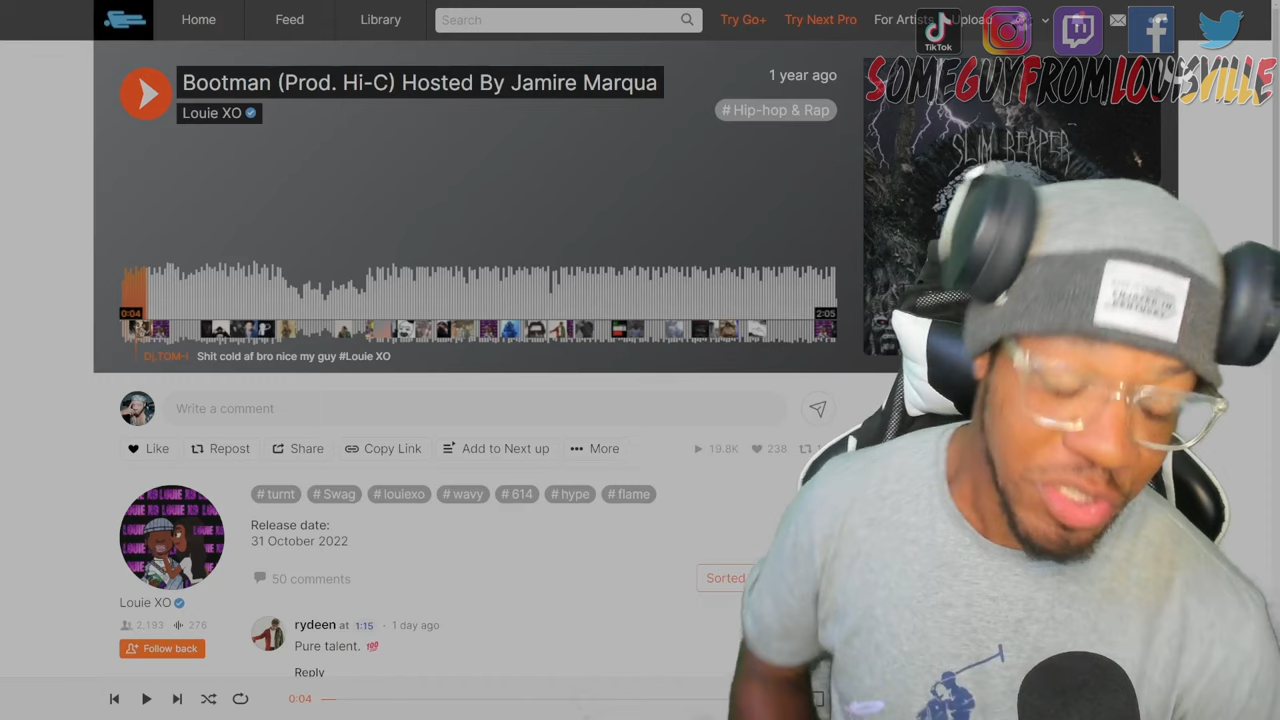 Home
Feed
Library
Search
Try Go+
Try Next Pro
For Artists
Upload
TikTok
SOMEGUYFROMLOUISVILLE
Bootman (Prod. Hi-C) Hosted By Jamire Marqua
Louie XO
1 year ago
# Hip-hop & Rap
SLIM REAPER
0:04
2:05
Dj.TOM-I
Shit cold af bro nice my guy #Louie XO
Write a comment
Like
Repost
Share
Copy Link
Add to Next up
More
19.8K
238
# turnt
# Swag
# louiexo
# wavy
# 614
# hype
# flame
Release date:
31 October 2022
50 comments
Sorted
Louie XO
2,193
276
Follow back
rydeen at 1:15 · 1 day ago
Pure talent. 💯
Reply
0:04